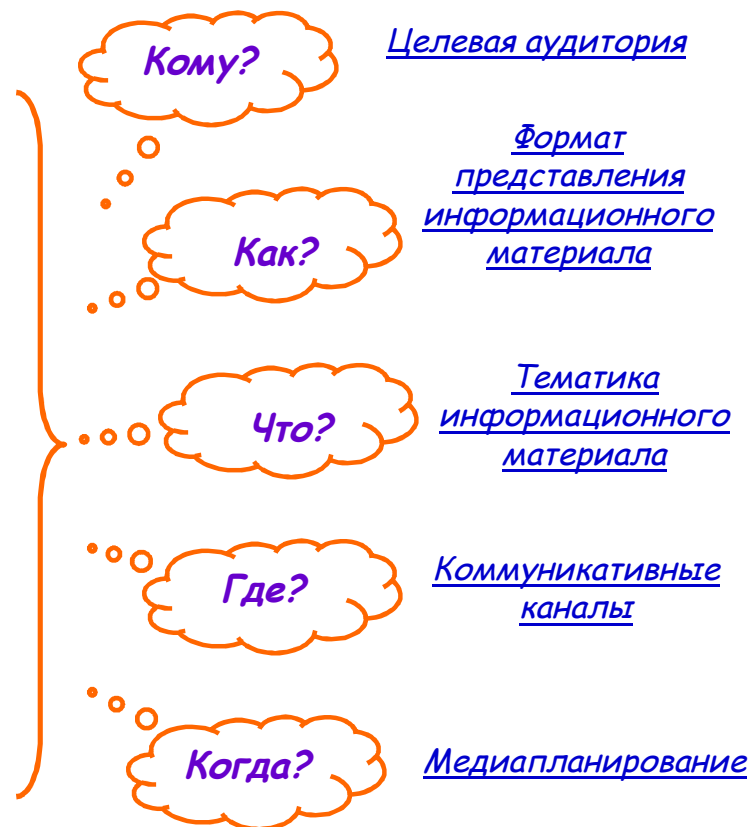 Кому?
Целевая аудитория
Как?
Формат
представления
информационного
материала
Что?
Тематика
информационного
материала
Где?
Коммуникативные
каналы
Когда?
Медиапланирование